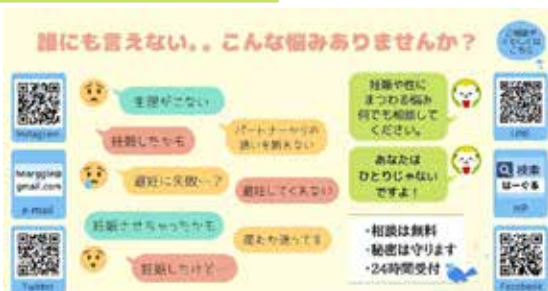 誰にも言えない。。こんな悩みありませんか？
生理がこない
妊娠したかも
パートナーからの
誘いを断れない
避妊に失敗…？
避妊してくれない
妊娠させちゃったかも
妊娠したけど…
妊娠や性に
まつわる悩み
何でも相談して
ください。
あなたは
ひとりじゃない
ですよ！
・相談は無料
・秘密は守ります
・24時間受付
Instagram
gmail.com
e-mail
Twitter
LINE
検索
はーぐる
HP
Facebook